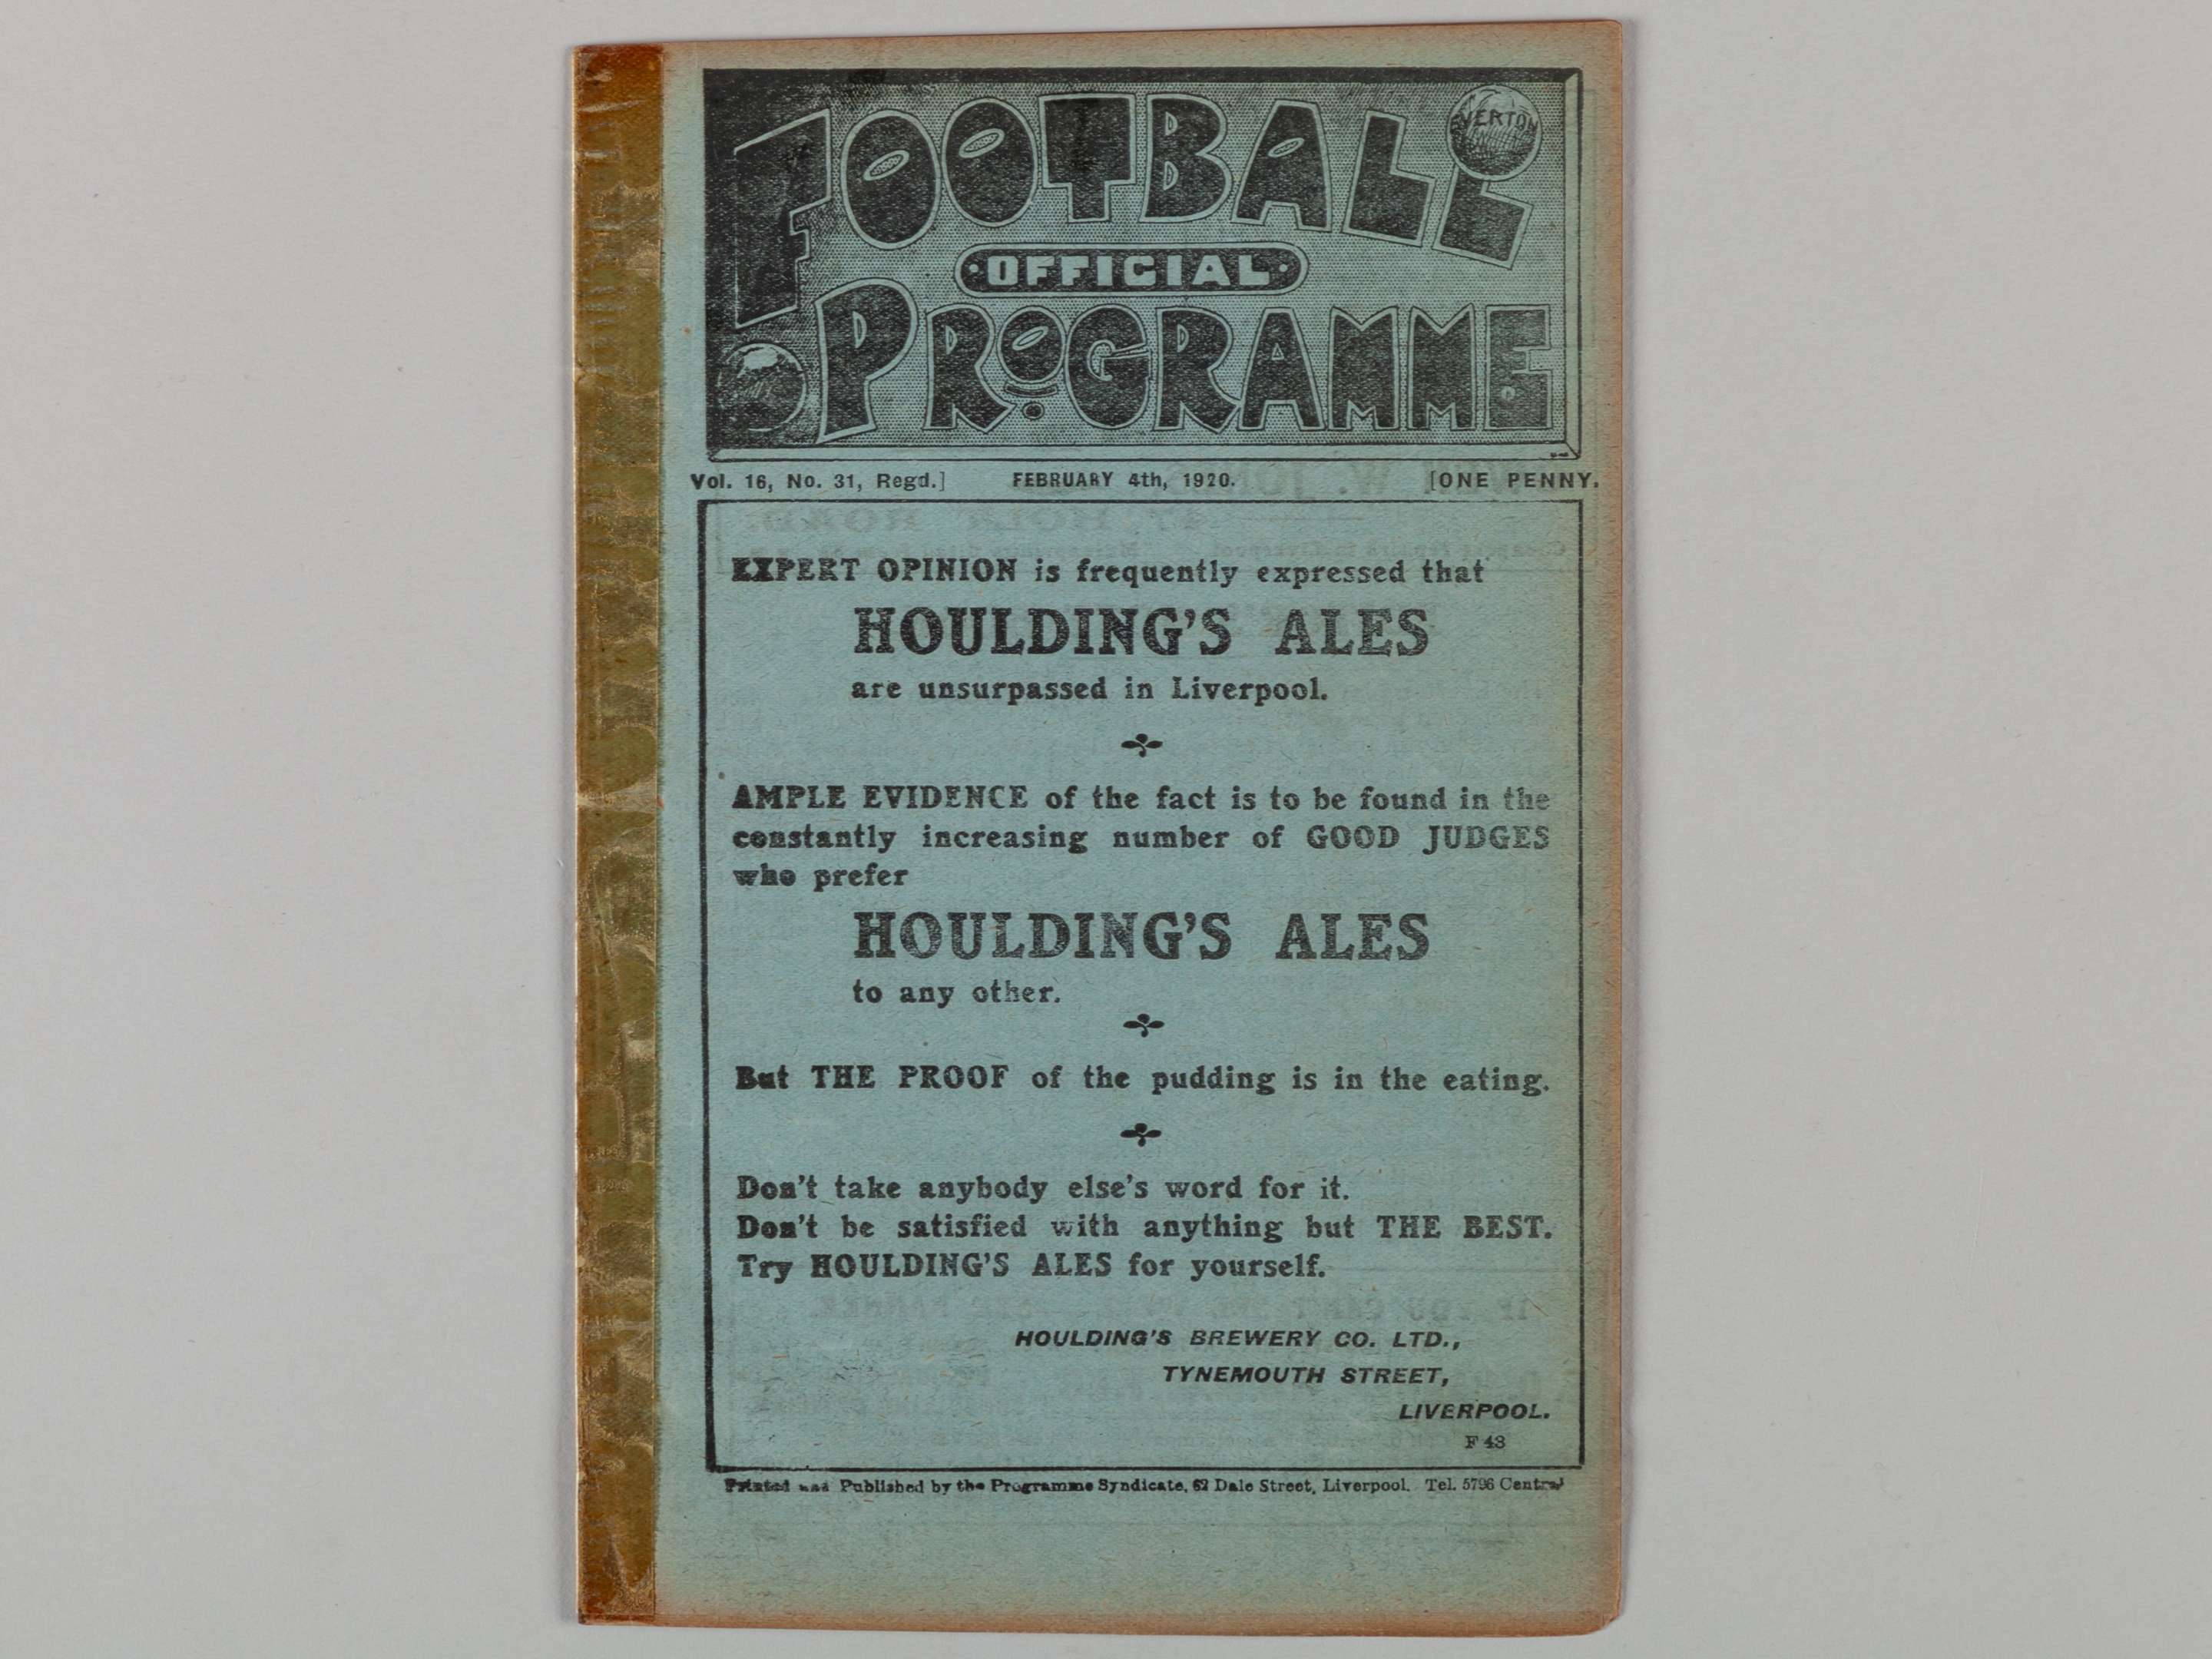 FOOTBALL
EVERTON
OFFICIAL
PROGRAMME
Vol. 16, No. 31, Regd.] FEBRUARY 4th, 1920. [ONE PENNY.
EXPERT OPINION is frequently expressed that
HOULDING'S ALES
are unsurpassed in Liverpool.
AMPLE EVIDENCE of the fact is to be found in the
constantly increasing number of GOOD JUDGES
who prefer
HOULDING'S ALES
to any other.
But THE PROOF of the pudding is in the eating.
Don't take anybody else's word for it.
Don't be satisfied with anything but THE BEST.
Try HOULDING'S ALES for yourself.
HOULDING'S BREWERY CO. LTD.,
TYNEMOUTH STREET,
LIVERPOOL.
F 43
Printed and Published by the Programme Syndicate, 62 Dale Street, Liverpool. Tel. 5796 Central